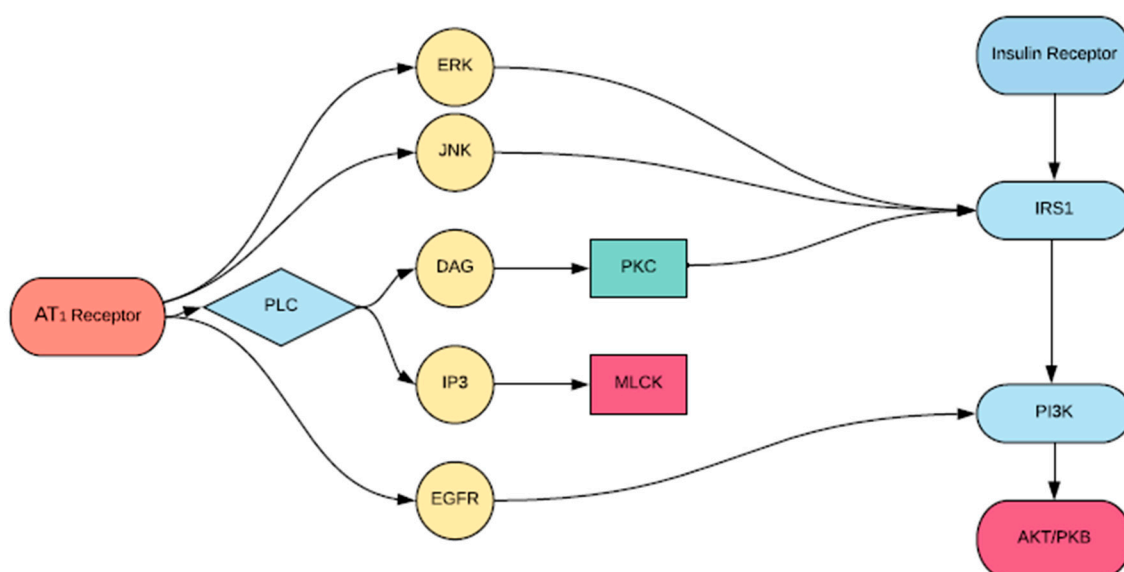 ERK
Insulin Receptor
JNK
IRS1
DAG
PKC
AT1 Receptor
PLC
IP3
MLCK
PI3K
EGFR
AKT/PKB